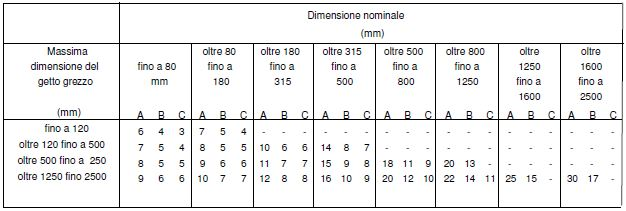 Dimensione nominale
(mm)
Massima dimensione del getto grezzo (mm) | fino a 80 mm | oltre 80 fino a 180 | oltre 180 fino a 315 | oltre 315 fino a 500 | oltre 500 fino a 800 | oltre 800 fino a 1250 | oltre 1250 fino a 1600 | oltre 1600 fino a 2500
A B C A B C A B C A B C A B C A B C A B C A B C
fino a 120 6 4 3 7 5 4 - - - - - - - - - - - - - - - - - -
oltre 120 fino a 500 7 5 4 8 5 5 10 6 6 14 8 7 - - - - - - - - - - - -
oltre 500 fino a 250 8 5 5 9 6 6 11 7 7 15 9 8 18 11 9 20 13 - - - - - - -
oltre 1250 fino 2500 9 6 6 10 7 7 12 8 8 16 10 9 20 12 10 22 14 11 25 15 - 30 17 -